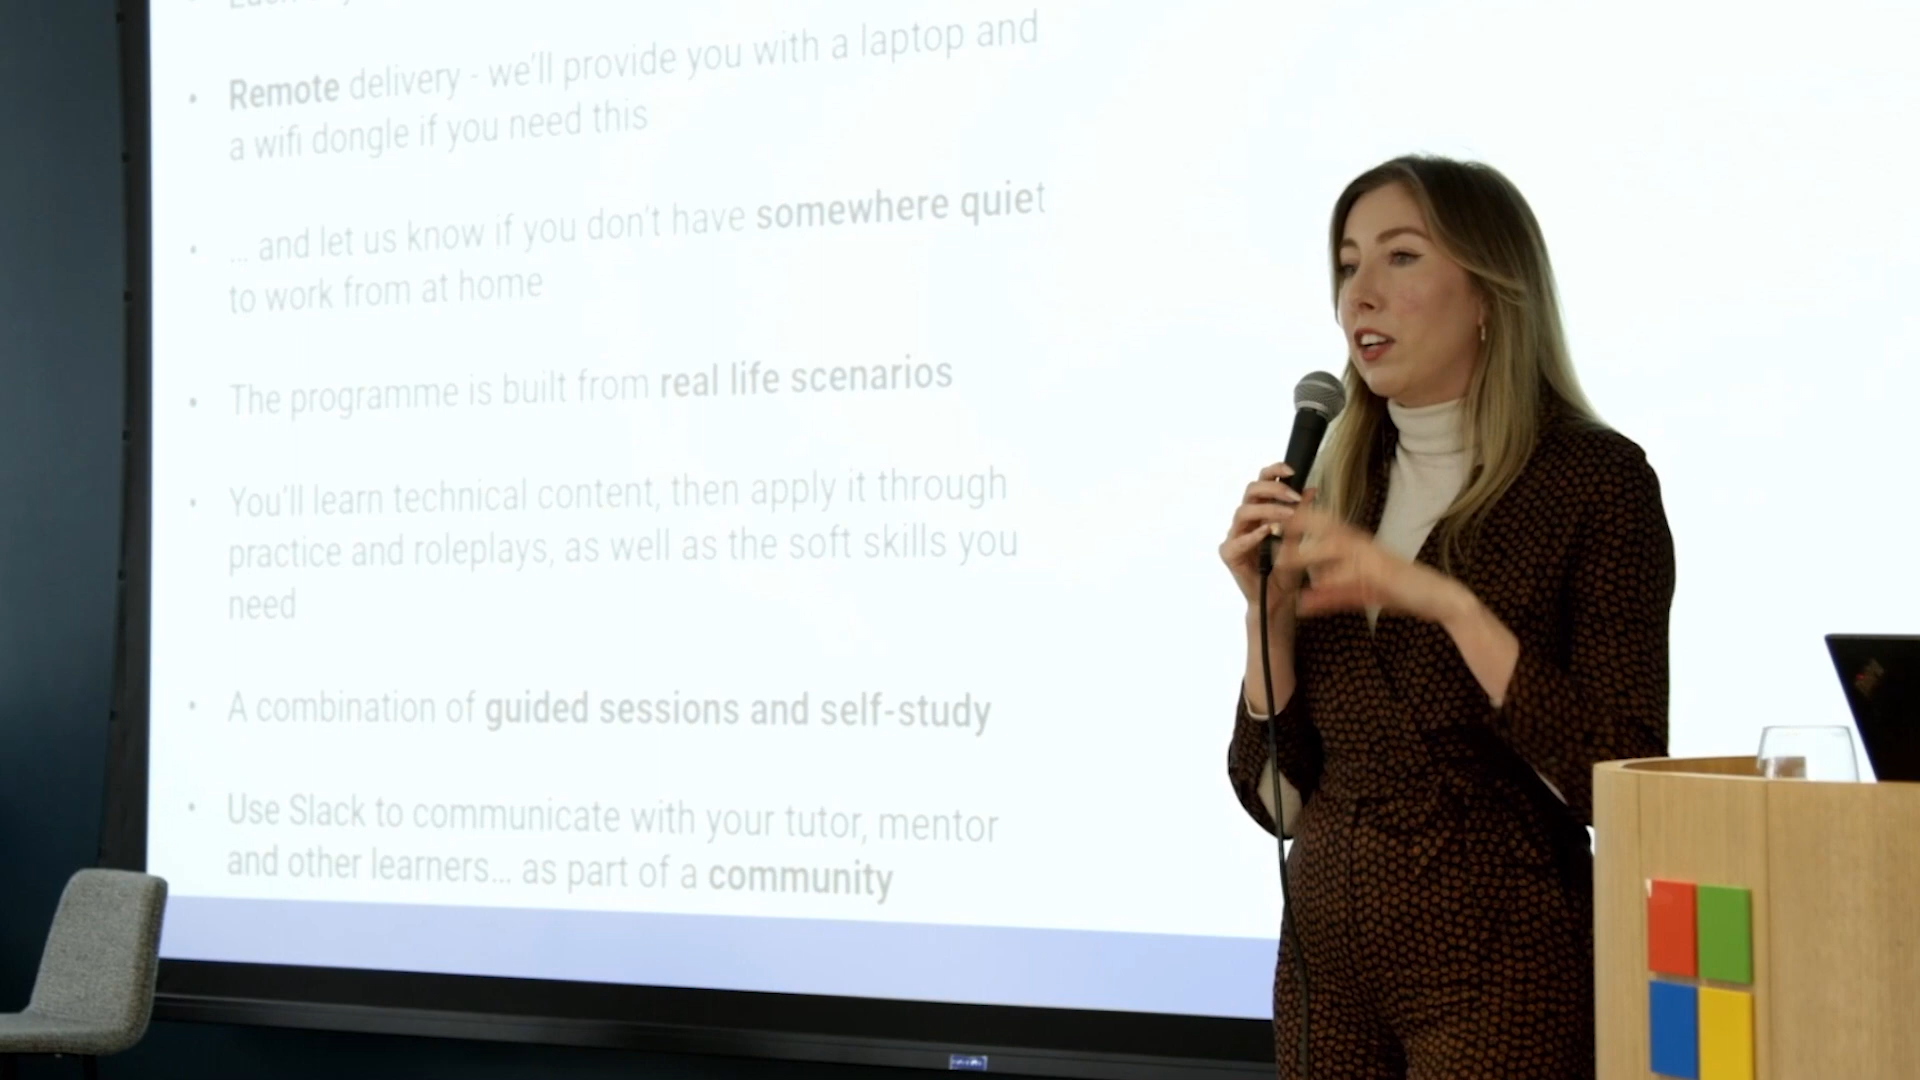 Remote delivery - we'll provide you with a laptop and
a wifi dongle if you need this
... and let us know if you don't have somewhere quiet
to work from at home
The programme is built from real life scenarios
You'll learn technical content, then apply it through
practice and roleplays, as well as the soft skills you
need
A combination of guided sessions and self-study
Use Slack to communicate with your tutor, mentor
and other learners... as part of a community